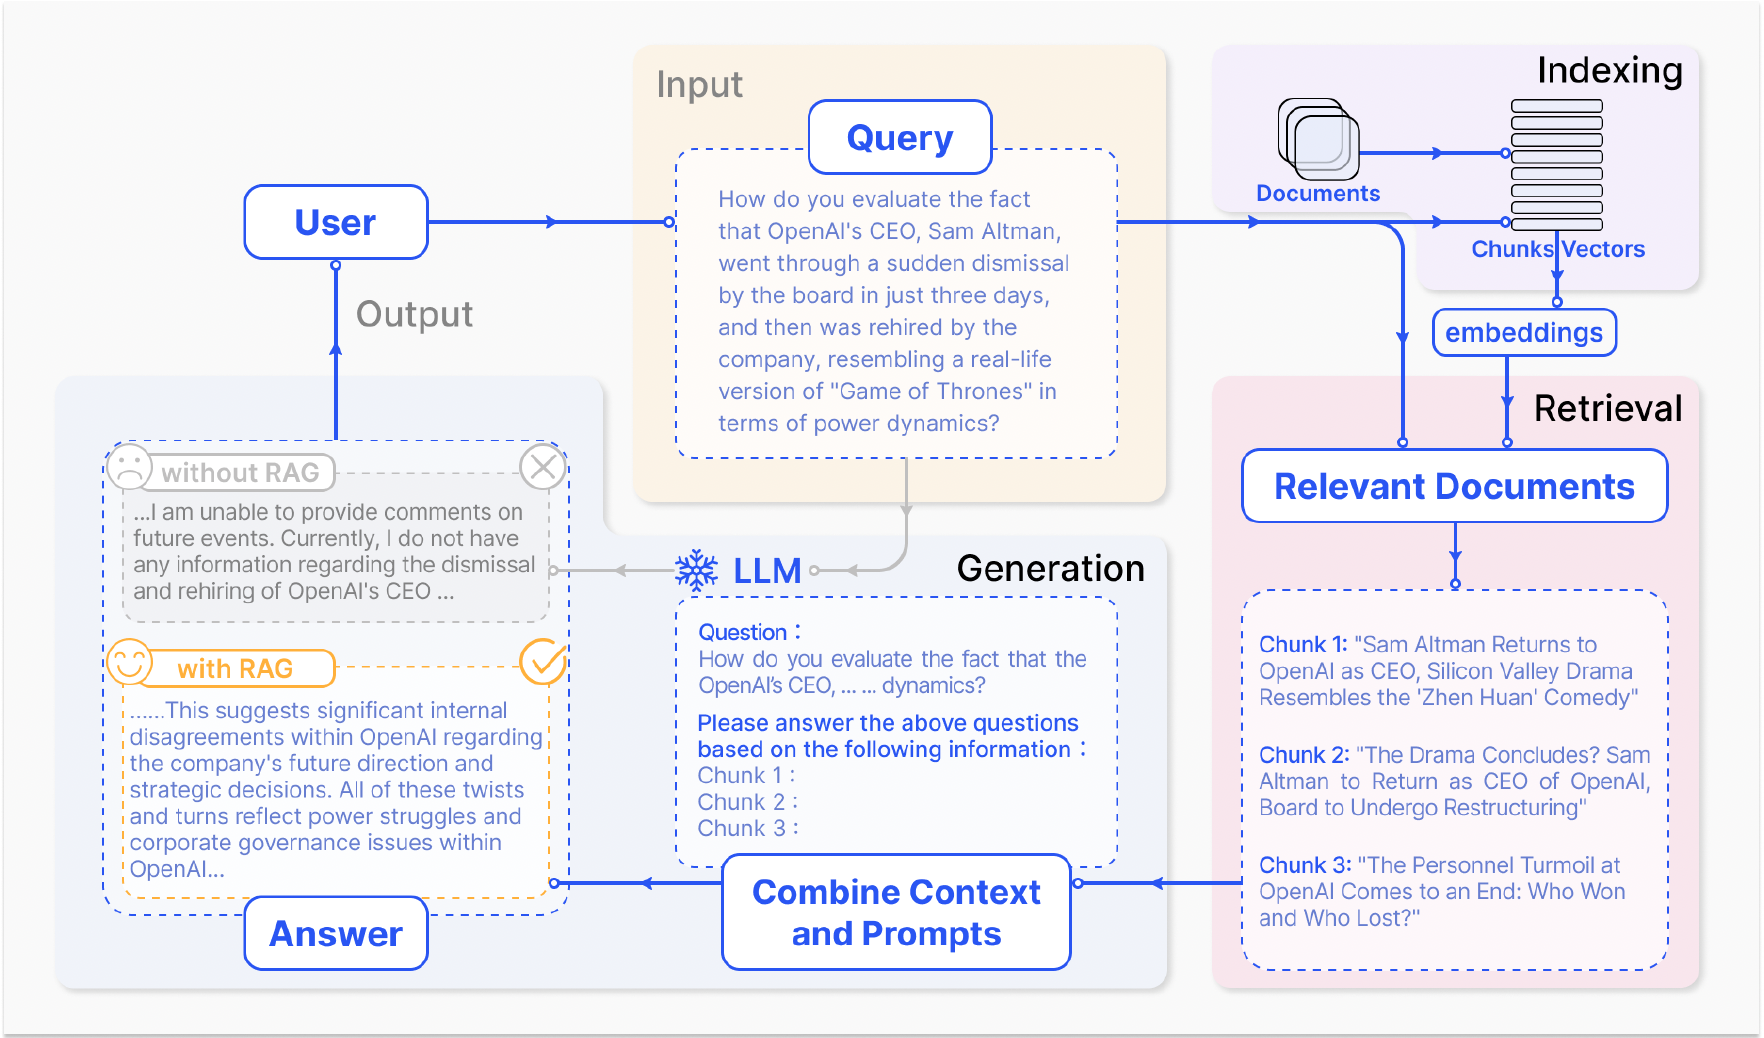 Input
Query
How do you evaluate the fact
that OpenAI's CEO, Sam Altman,
went through a sudden dismissal
by the board in just three days,
and then was rehired by the
company, resembling a real-life
version of "Game of Thrones" in
terms of power dynamics?
Indexing
Documents
Chunks Vectors
embeddings
User
Output
Retrieval
Relevant Documents
Chunk 1: "Sam Altman Returns to
OpenAI as CEO, Silicon Valley Drama
Resembles the 'Zhen Huan' Comedy"
Chunk 2: "The Drama Concludes? Sam
Altman to Return as CEO of OpenAI,
Board to Undergo Restructuring"
Chunk 3: "The Personnel Turmoil at
OpenAI Comes to an End: Who Won
and Who Lost?"
LLM
Generation
Question :
How do you evaluate the fact that the
OpenAI's CEO, ... ... dynamics?
Please answer the above questions
based on the following information :
Chunk 1 :
Chunk 2 :
Chunk 3 :
Combine Context
and Prompts
without RAG
...I am unable to provide comments on
future events. Currently, I do not have
any information regarding the dismissal
and rehiring of OpenAI's CEO ...
with RAG
......This suggests significant internal
disagreements within OpenAI regarding
the company's future direction and
strategic decisions. All of these twists
and turns reflect power struggles and
corporate governance issues within
OpenAI...
Answer